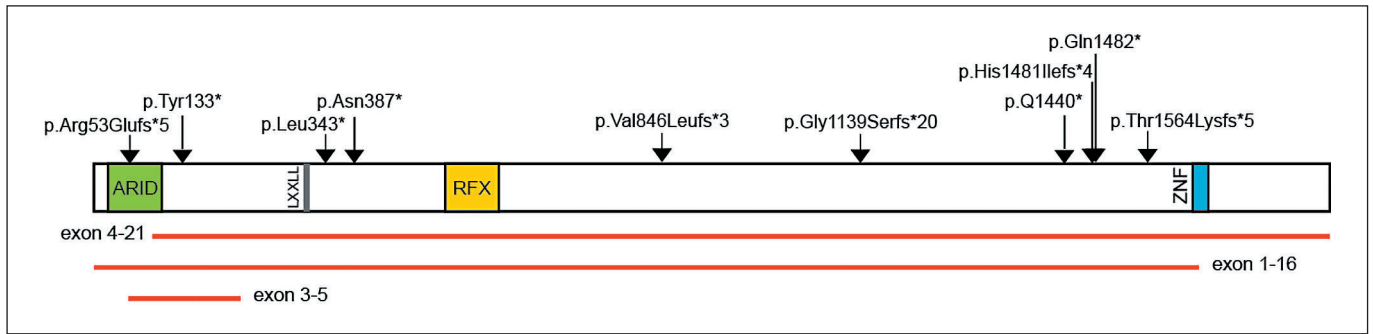 p.Gln1482*
p.His1481Ilefs*4
p.Tyr133*
p.Asn387*
p.Q1440*
p.Arg53Glufs*5
p.Leu343*
p.Val846Leufs*3
p.Gly1139Serfs*20
p.Thr1564Lysfs*5
ARID
LXXLL
RFX
ZNF
exon 4-21
exon 1-16
exon 3-5